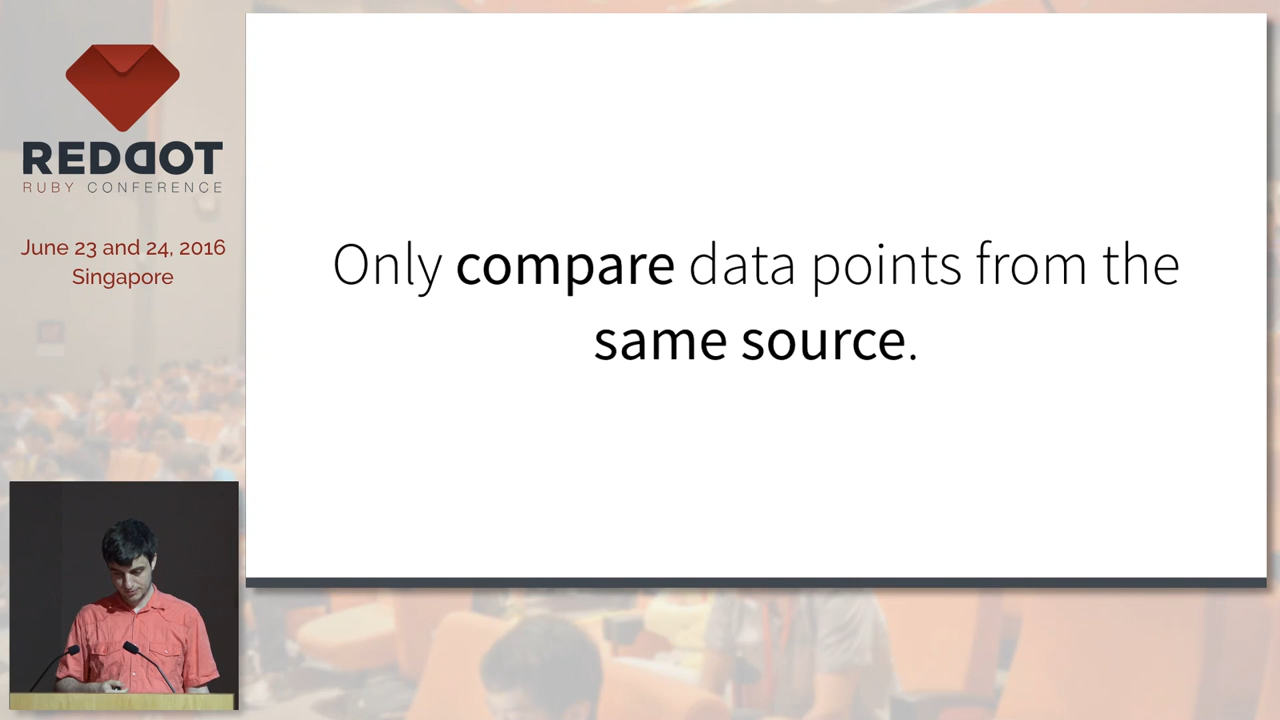 REDDOT
RUBY CONFERENCE
June 23 and 24, 2016
Singapore
Only compare data points from the
same source.